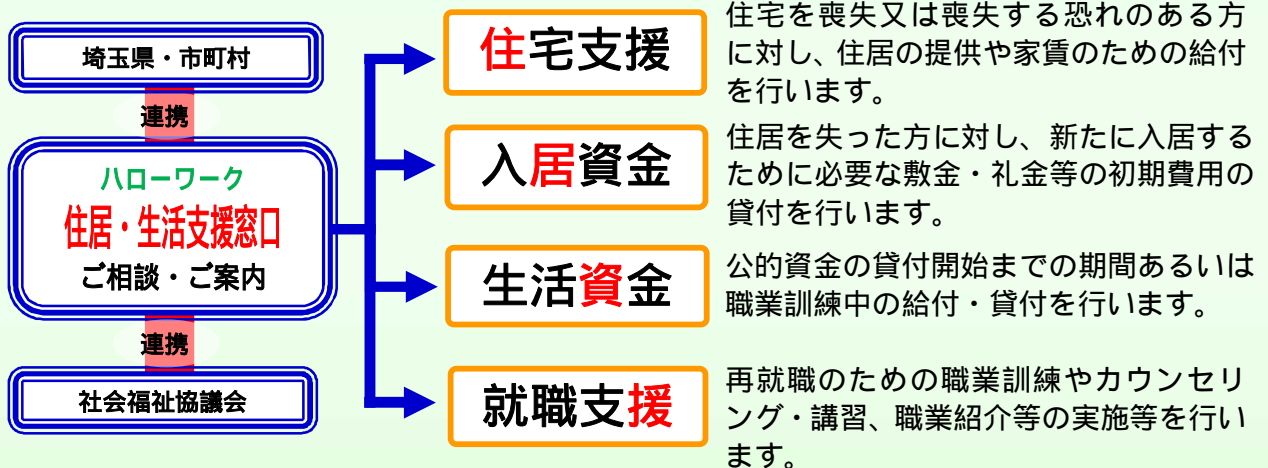 埼玉県・市町村
連携
ハローワーク
住居・生活支援窓口
ご相談・ご案内
連携
社会福祉協議会
住宅支援
住宅を喪失又は喪失する恐れのある方
に対し、住居の提供や家賃のための給付
を行います。
入居資金
住居を失った方に対し、新たに入居する
ために必要な敷金・礼金等の初期費用の
貸付を行います。
生活資金
公的資金の貸付開始までの期間あるいは
職業訓練中の給付・貸付を行います。
就職支援
再就職のための職業訓練やカウンセリ
ング・講習、職業紹介等の実施等を行い
ます。